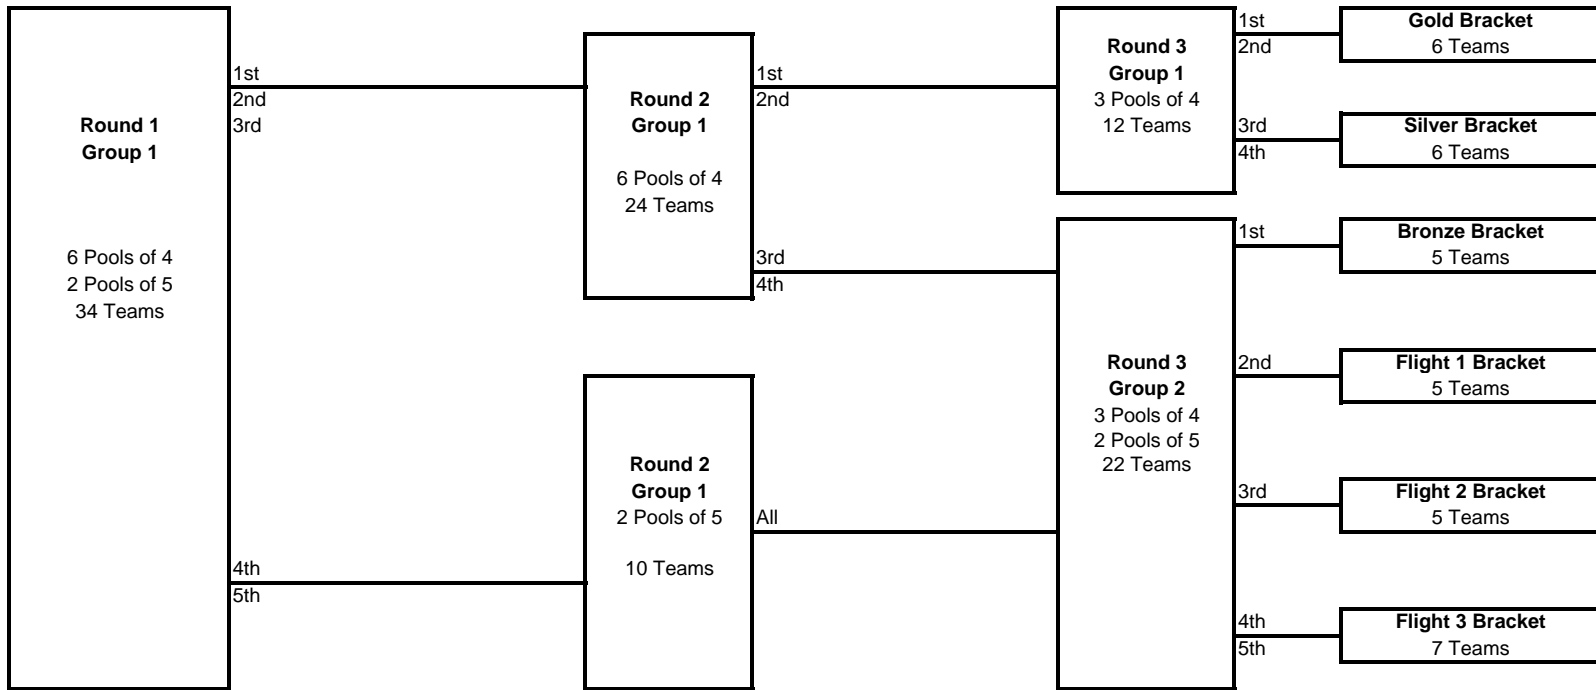 Round 1
Group 1
6 Pools of 4
2 Pools of 5
34 Teams
1st
2nd
3rd
4th
5th
Round 2
Group 1
6 Pools of 4
24 Teams
1st
2nd
3rd
4th
Round 2
Group 1
2 Pools of 5
10 Teams
All
Round 3
Group 1
3 Pools of 4
12 Teams
1st
2nd
3rd
4th
Round 3
Group 2
3 Pools of 4
2 Pools of 5
22 Teams
1st
2nd
3rd
4th
5th
Gold Bracket
6 Teams
Silver Bracket
6 Teams
Bronze Bracket
5 Teams
Flight 1 Bracket
5 Teams
Flight 2 Bracket
5 Teams
Flight 3 Bracket
7 Teams